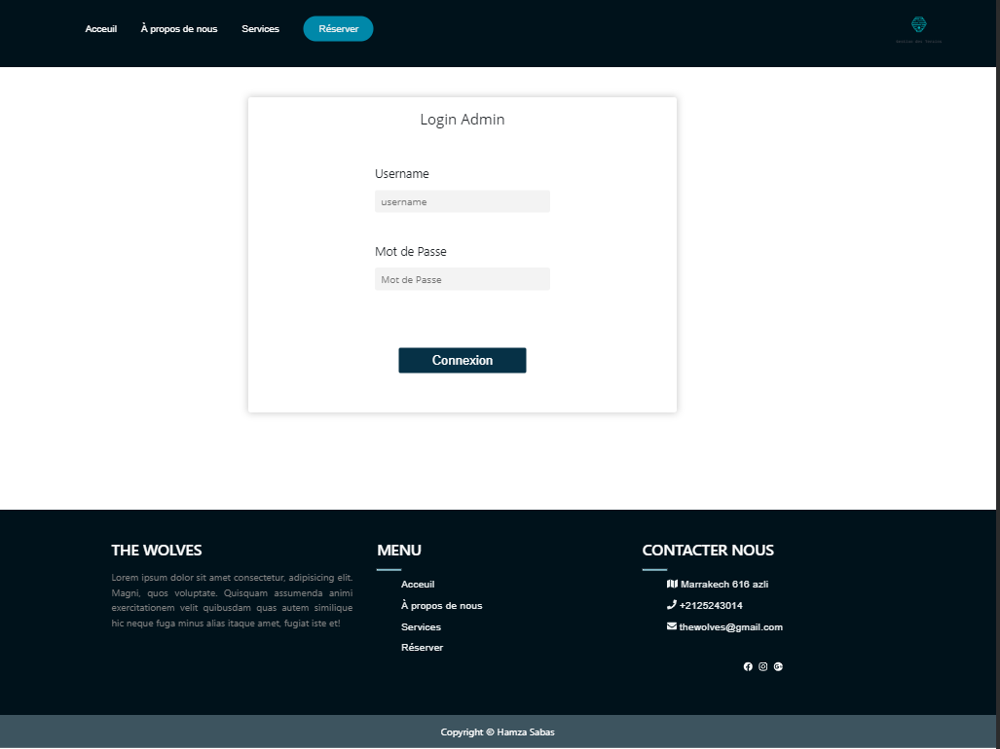 Acceuil
À propos de nous
Services
Réserver
Login Admin
Username
username
Mot de Passe
Mot de Passe
Connexion
THE WOLVES
Lorem ipsum dolor sit amet consectetur, adipisicing elit.
Magni, quos voluptate. Quisquam assumenda animi
exercitationem velit quibusdam quas autem similique
hic neque fuga minus alias itaque amet, fugiat iste et!
MENU
Acceuil
À propos de nous
Services
Réserver
CONTACTER NOUS
Marrakech 616 azli
+2125243014
thewolves@gmail.com
Copyright © Hamza Sabas